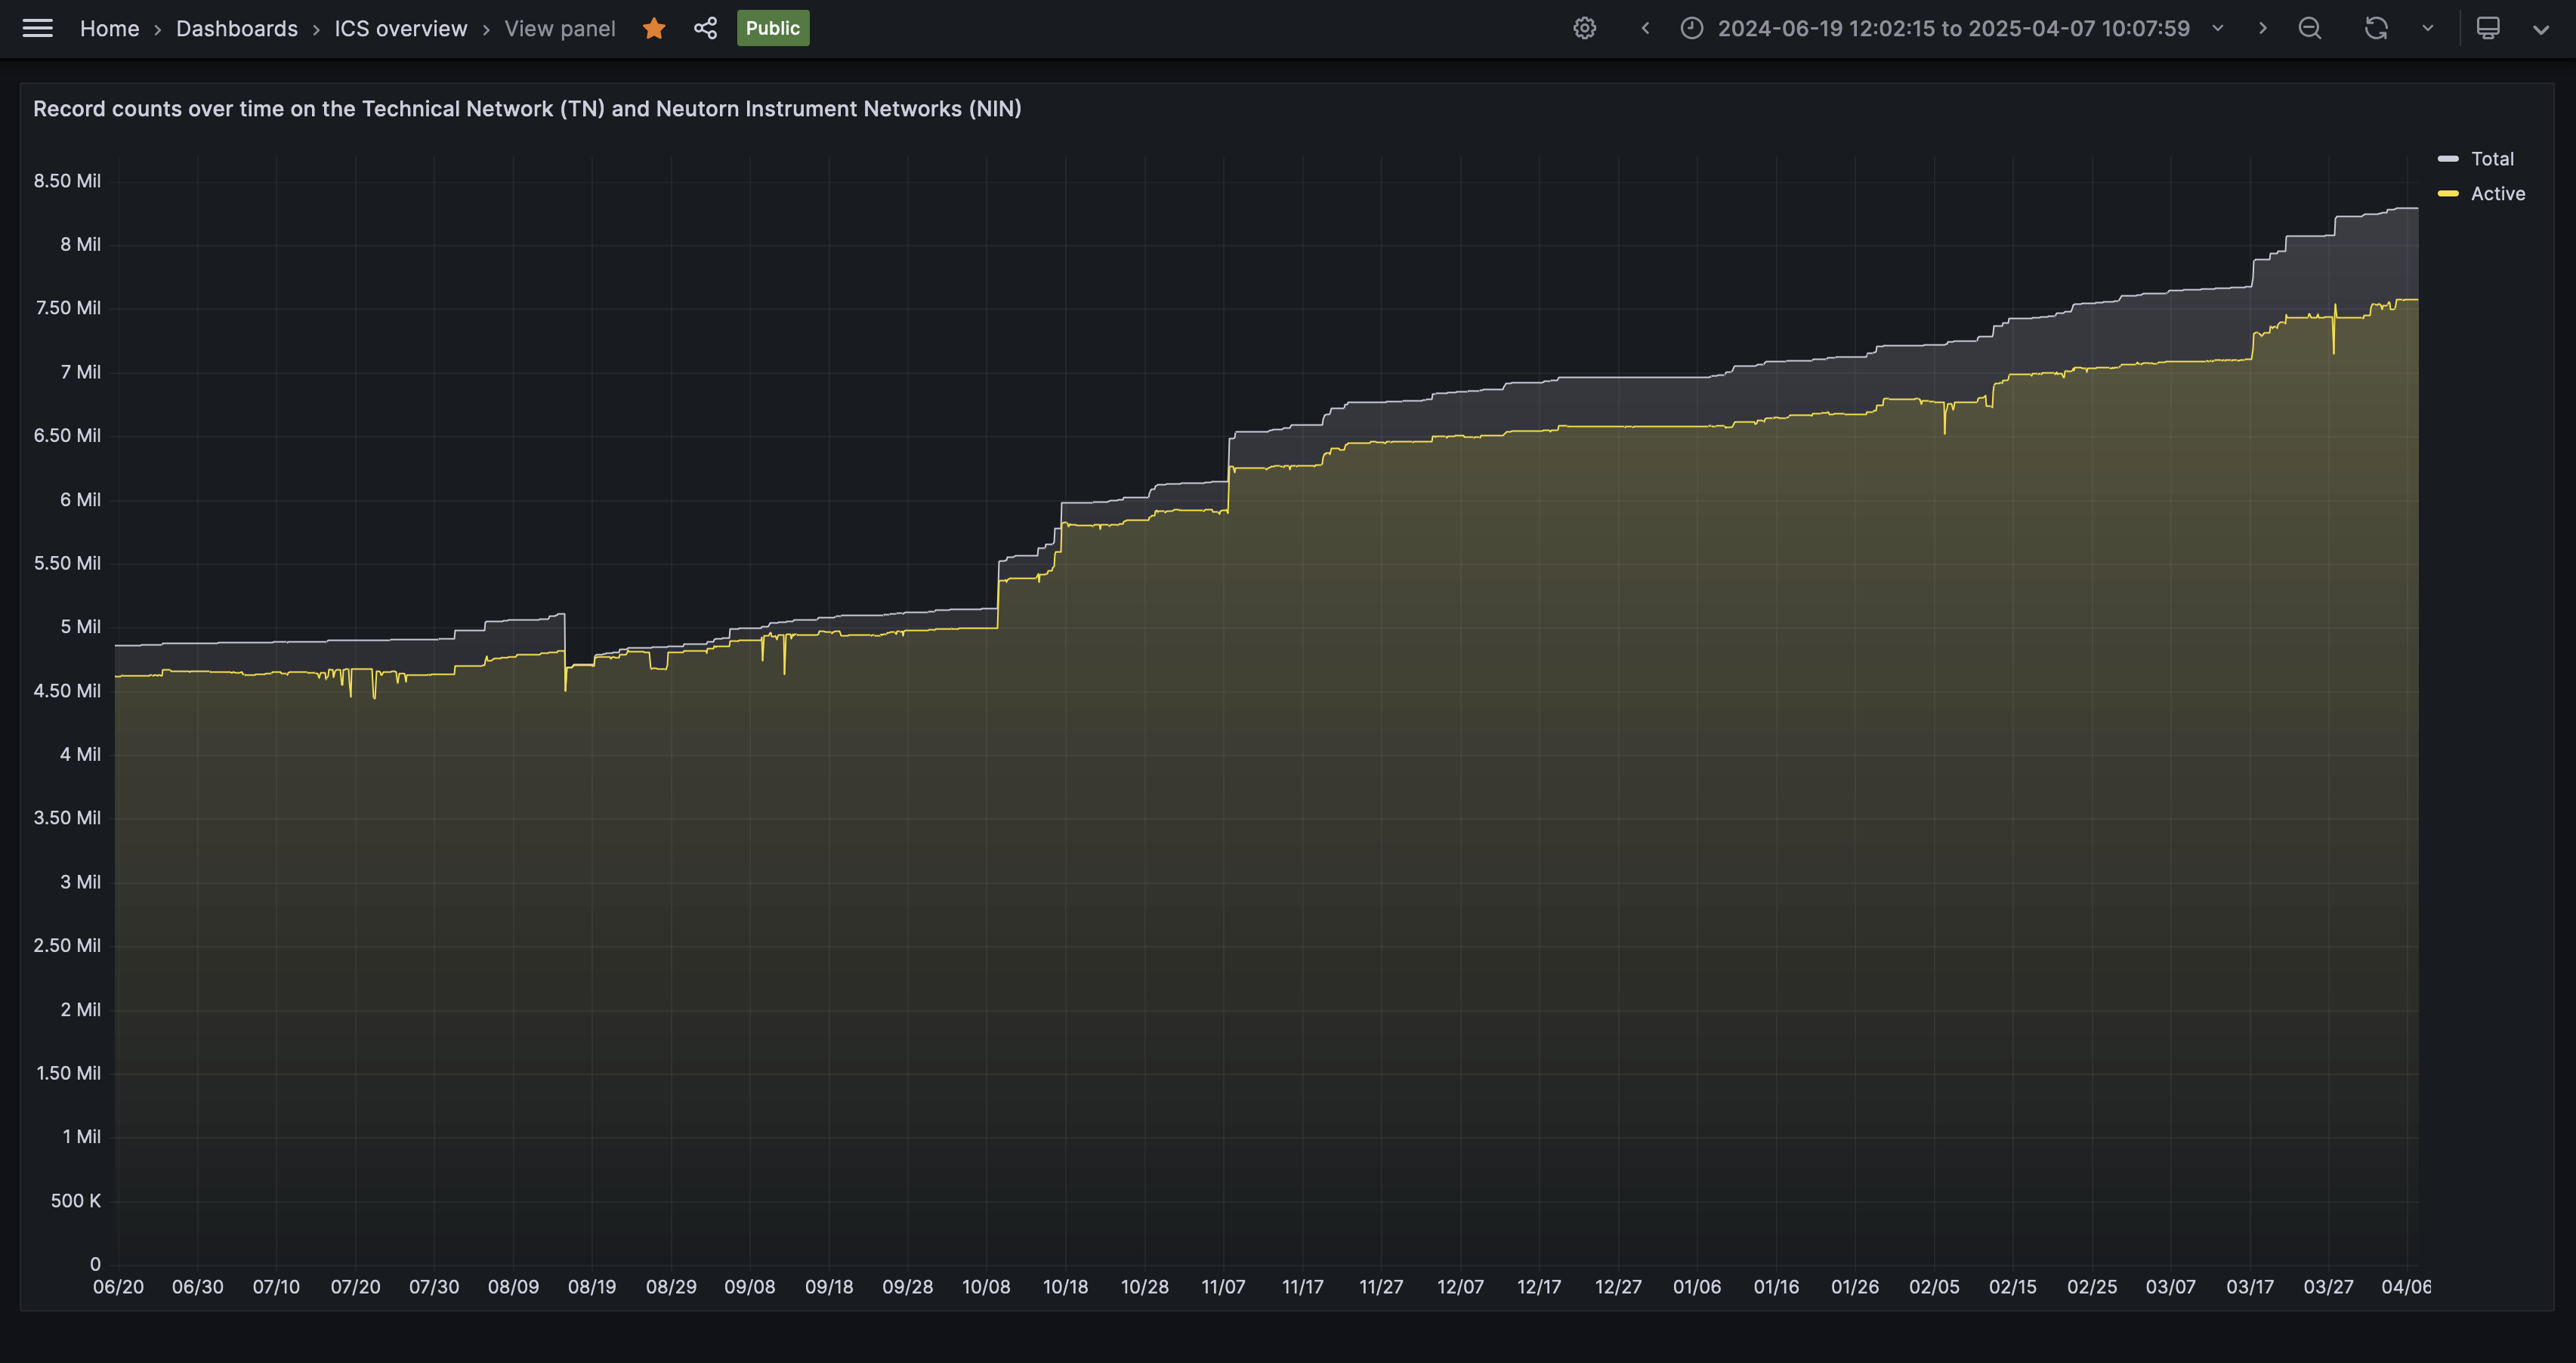 Home › Dashboards › ICS overview › View panel Public 2024-06-19 12:02:15 to 2025-04-07 10:07:59
Record counts over time on the Technical Network (TN) and Neutorn Instrument Networks (NIN)
Total
Active
8.50 Mil
8 Mil
7.50 Mil
7 Mil
6.50 Mil
6 Mil
5.50 Mil
5 Mil
4.50 Mil
4 Mil
3.50 Mil
3 Mil
2.50 Mil
2 Mil
1.50 Mil
1 Mil
500 K
0
06/20 06/30 07/10 07/20 07/30 08/09 08/19 08/29 09/08 09/18 09/28 10/08 10/18 10/28 11/07 11/17 11/27 12/07 12/17 12/27 01/06 01/16 01/26 02/05 02/15 02/25 03/07 03/17 03/27 04/06